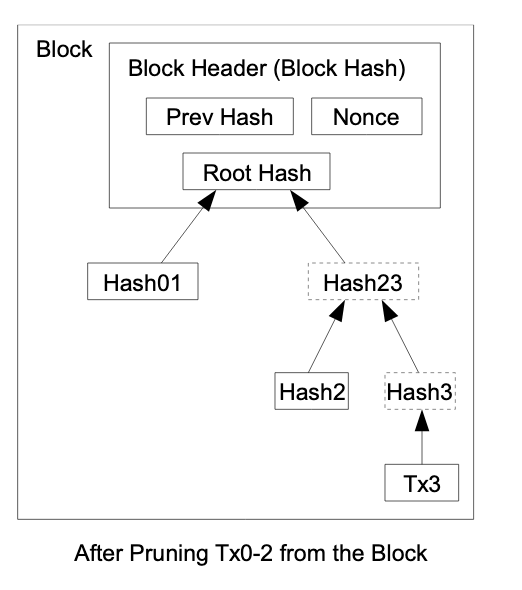 Block
Block Header (Block Hash)
Prev Hash
Nonce
Root Hash
Hash01
Hash23
Hash2
Hash3
Tx3
After Pruning Tx0-2 from the Block